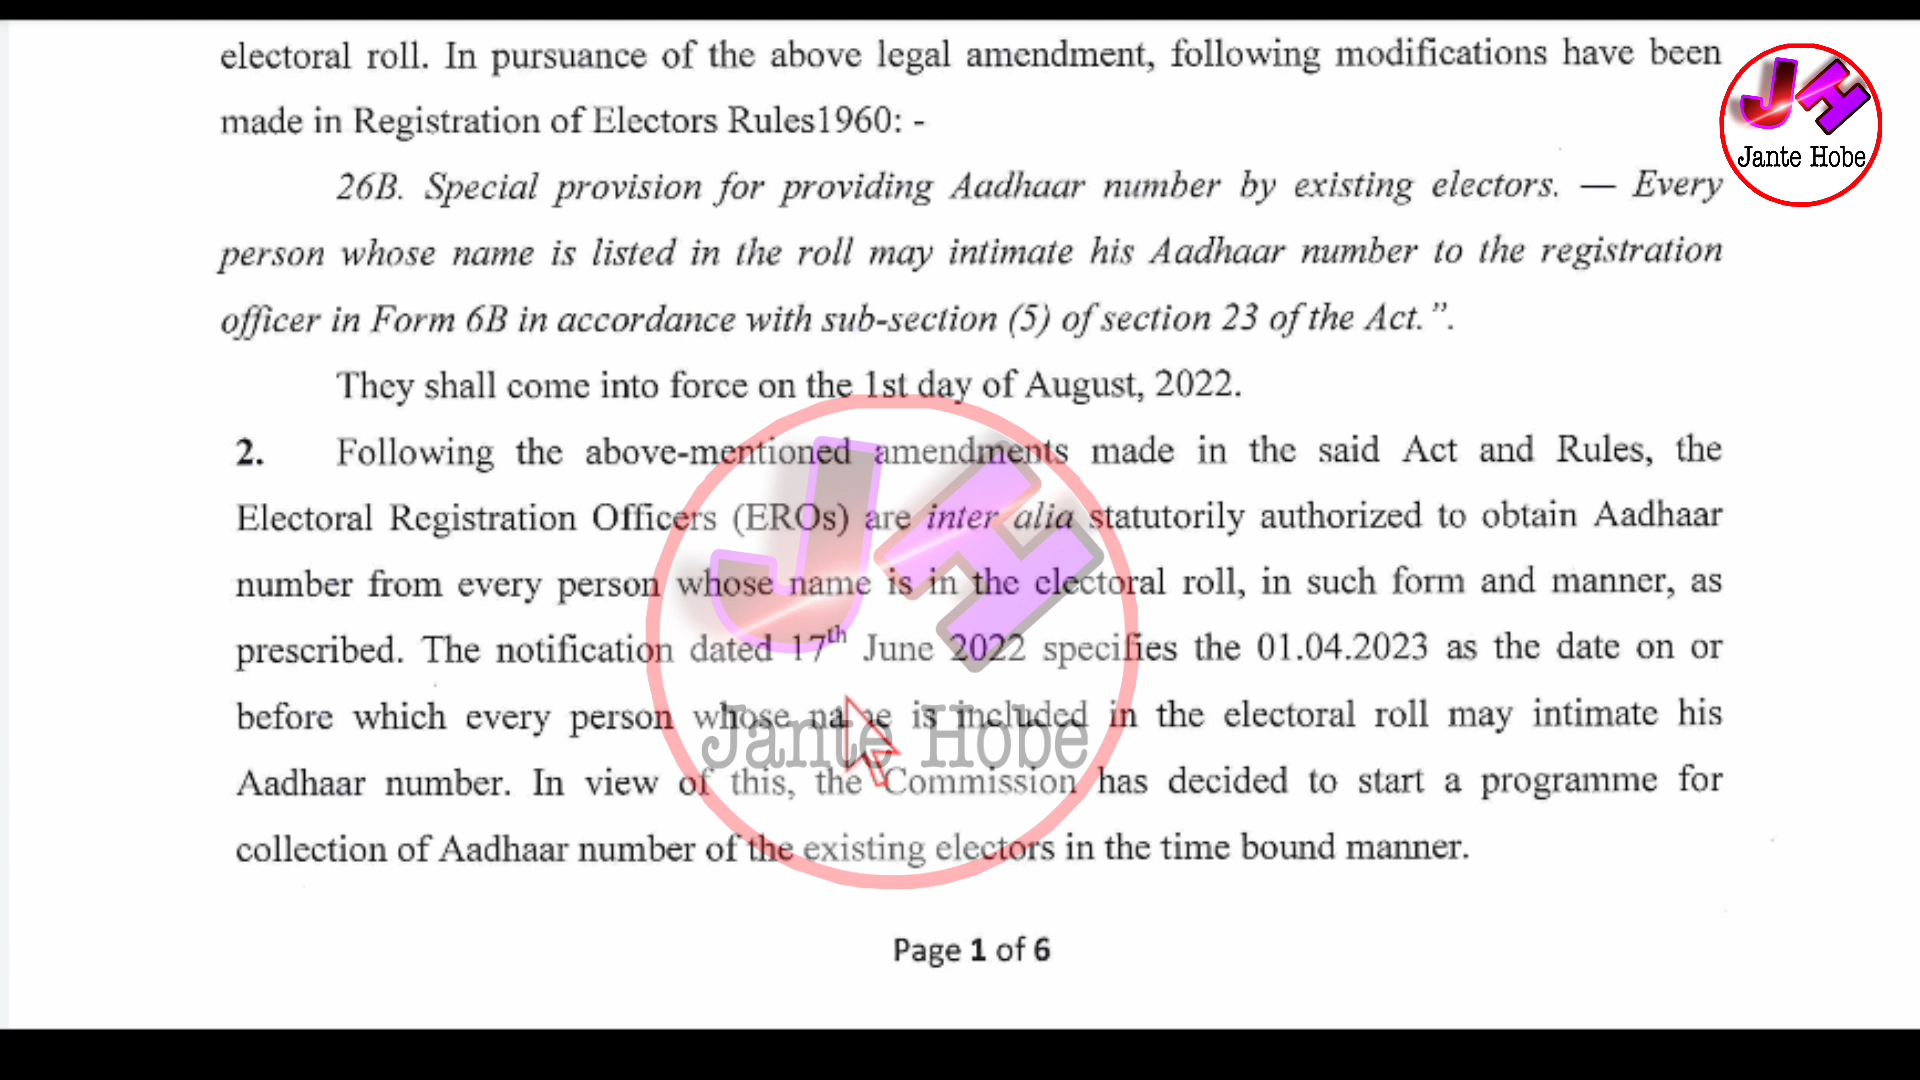 electoral roll. In pursuance of the above legal amendment, following modifications have been
made in Registration of Electors Rules1960: -
26B. Special provision for providing Aadhaar number by existing electors. — Every
person whose name is listed in the roll may intimate his Aadhaar number to the registration
officer in Form 6B in accordance with sub-section (5) of section 23 of the Act.”.
They shall come into force on the 1st day of August, 2022.
2. Following the above-mentioned amendments made in the said Act and Rules, the
Electoral Registration Officers (EROs) are inter alia statutorily authorized to obtain Aadhaar
number from every person whose name is in the electoral roll, in such form and manner, as
prescribed. The notification dated 17th June 2022 specifies the 01.04.2023 as the date on or
before which every person whose name is included in the electoral roll may intimate his
Aadhaar number. In view of this, the Commission has decided to start a programme for
collection of Aadhaar number of the existing electors in the time bound manner.
Page 1 of 6
JH
Jante Hobe
JH
Jante Hobe